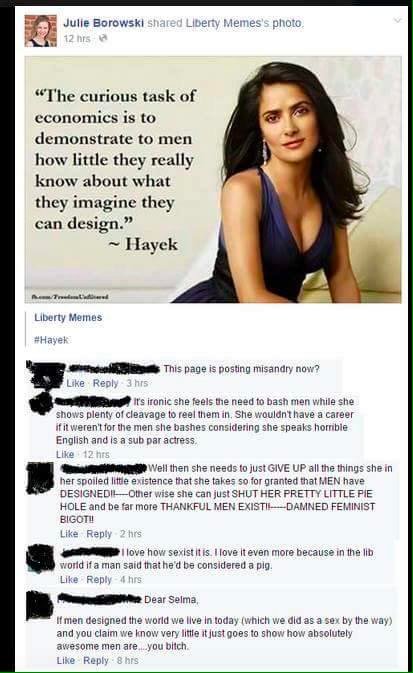 Julie Borowski shared Liberty Memes's photo.
12 hrs
“The curious task of
economics is to
demonstrate to men
how little they really
know about what
they imagine they
can design.”
~ Hayek
fb.com/FreedomUnfiltered
Liberty Memes
#Hayek
This page is posting misandry now?
Like · Reply · 3 hrs
It's ironic she feels the need to bash men while she
shows plenty of cleavage to reel them in. She wouldn't have a career
if it weren't for the men she bashes considering she speaks horrible
English and is a sub par actress.
Like · 12 hrs
Well then she needs to just GIVE UP all the things she in
her spoiled little existence that she takes so for granted that MEN have
DESIGNED!!----Other wise she can just SHUT HER PRETTY LITTLE PIE
HOLE and be far more THANKFUL MEN EXIST!!-----DAMNED FEMINIST
BIGOT!!
Like · Reply · 2 hrs
I love how sexist it is. I love it even more because in the lib
world if a man said that he'd be considered a pig.
Like · Reply · 4 hrs
Dear Selma,
If men designed the world we live in today (which we did as a sex by the way)
and you claim we know very little it just goes to show how absolutely
awesome men are....you bitch.
Like · Reply · 8 hrs